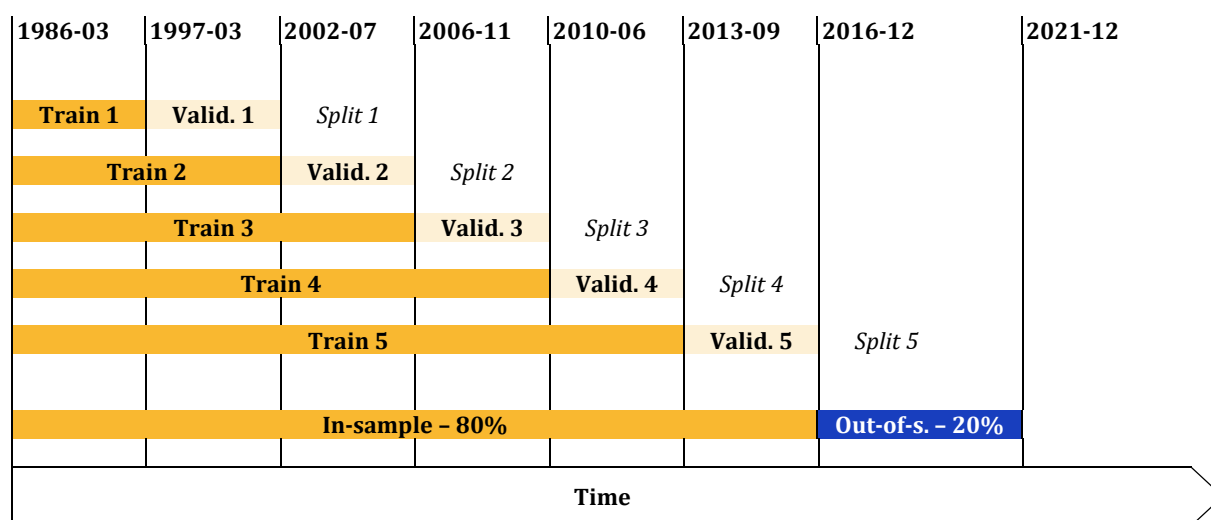 1986-03 1997-03 2002-07 2006-11 2010-06 2013-09 2016-12 2021-12
Train 1 Valid. 1 Split 1
Train 2 Valid. 2 Split 2
Train 3 Valid. 3 Split 3
Train 4 Valid. 4 Split 4
Train 5 Valid. 5 Split 5
In-sample – 80% Out-of-s. – 20%
Time